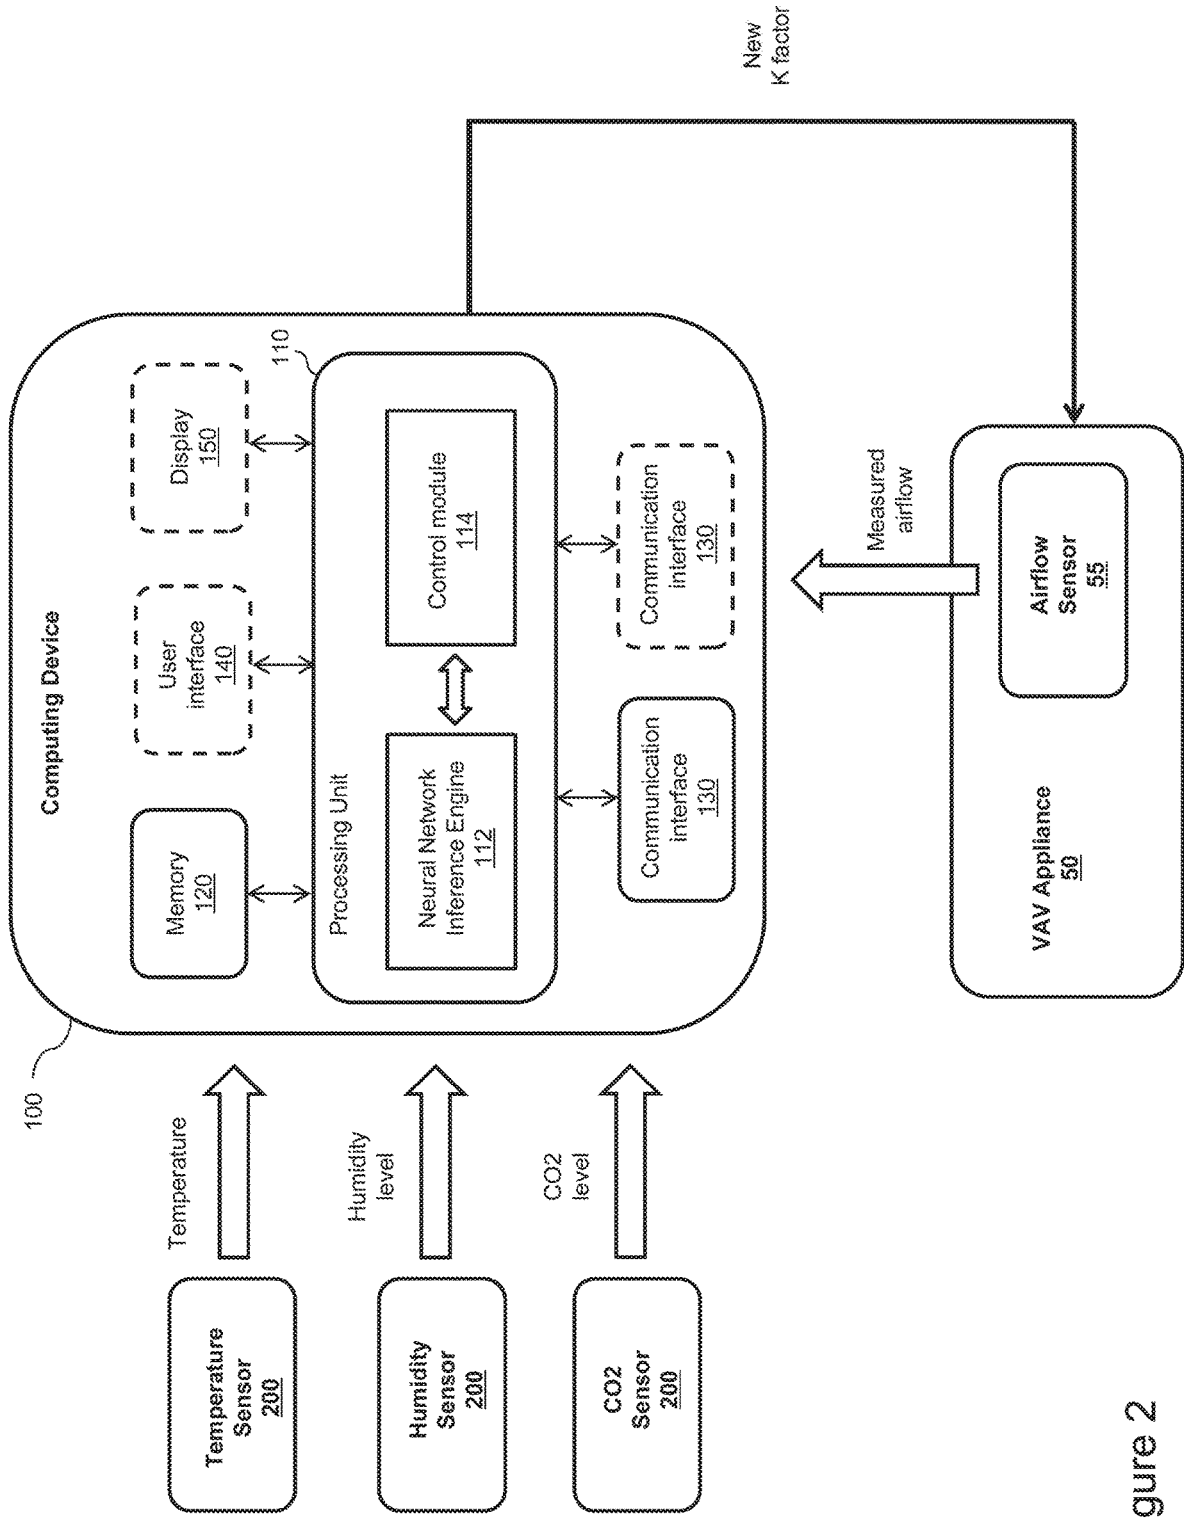 Computing Device
100
Memory
120
User
interface
140
Display
150
110
Processing Unit
Neural Network
Inference Engine
112
Control module
114
Communication
interface
130
Communication
interface
130
Temperature
Sensor
200
Temperature
Humidity
Sensor
200
Humidity
level
CO2
Sensor
200
CO2
level
VAV Appliance
50
Airflow
Sensor
55
Measured
airflow
New
K factor
gure 2